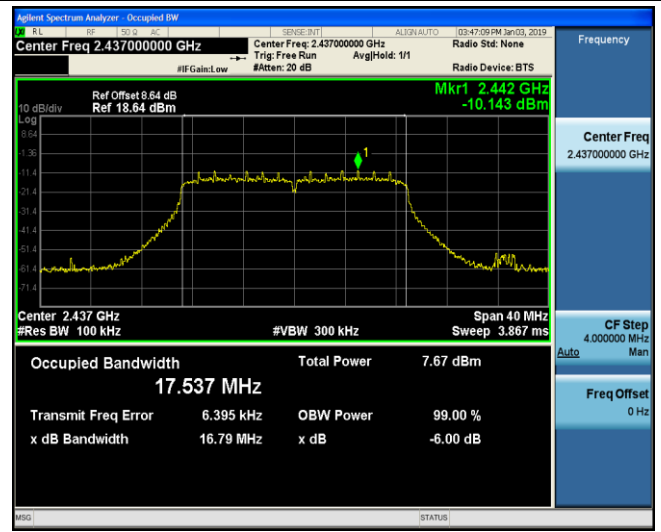 Agilent Spectrum Analyzer - Occupied BW
RL RF 50 Ω AC SENSE:INT ALIGN AUTO 03:47:09 PM Jan 03, 2019
Center Freq 2.437000000 GHz
Center Freq: 2.437000000 GHz Radio Std: None
Trig: Free Run Avg|Hold: 1/1
#IFGain:Low #Atten: 20 dB Radio Device: BTS
Frequency
Ref Offset 8.64 dB Mkr1 2.442 GHz
10 dB/div Ref 18.64 dBm -10.143 dBm
Log
8.64
-1.36
-11.4
-21.4
-31.4
-41.4
-51.4
-61.4
-71.4
1
Center 2.437 GHz Span 40 MHz
#Res BW 100 kHz #VBW 300 kHz Sweep 3.867 ms
Center Freq
2.437000000 GHz
CF Step
4.000000 MHz
Auto Man
Freq Offset
0 Hz
Occupied Bandwidth Total Power 7.67 dBm
17.537 MHz
Transmit Freq Error 6.395 kHz OBW Power 99.00 %
x dB Bandwidth 16.79 MHz x dB -6.00 dB
MSG STATUS